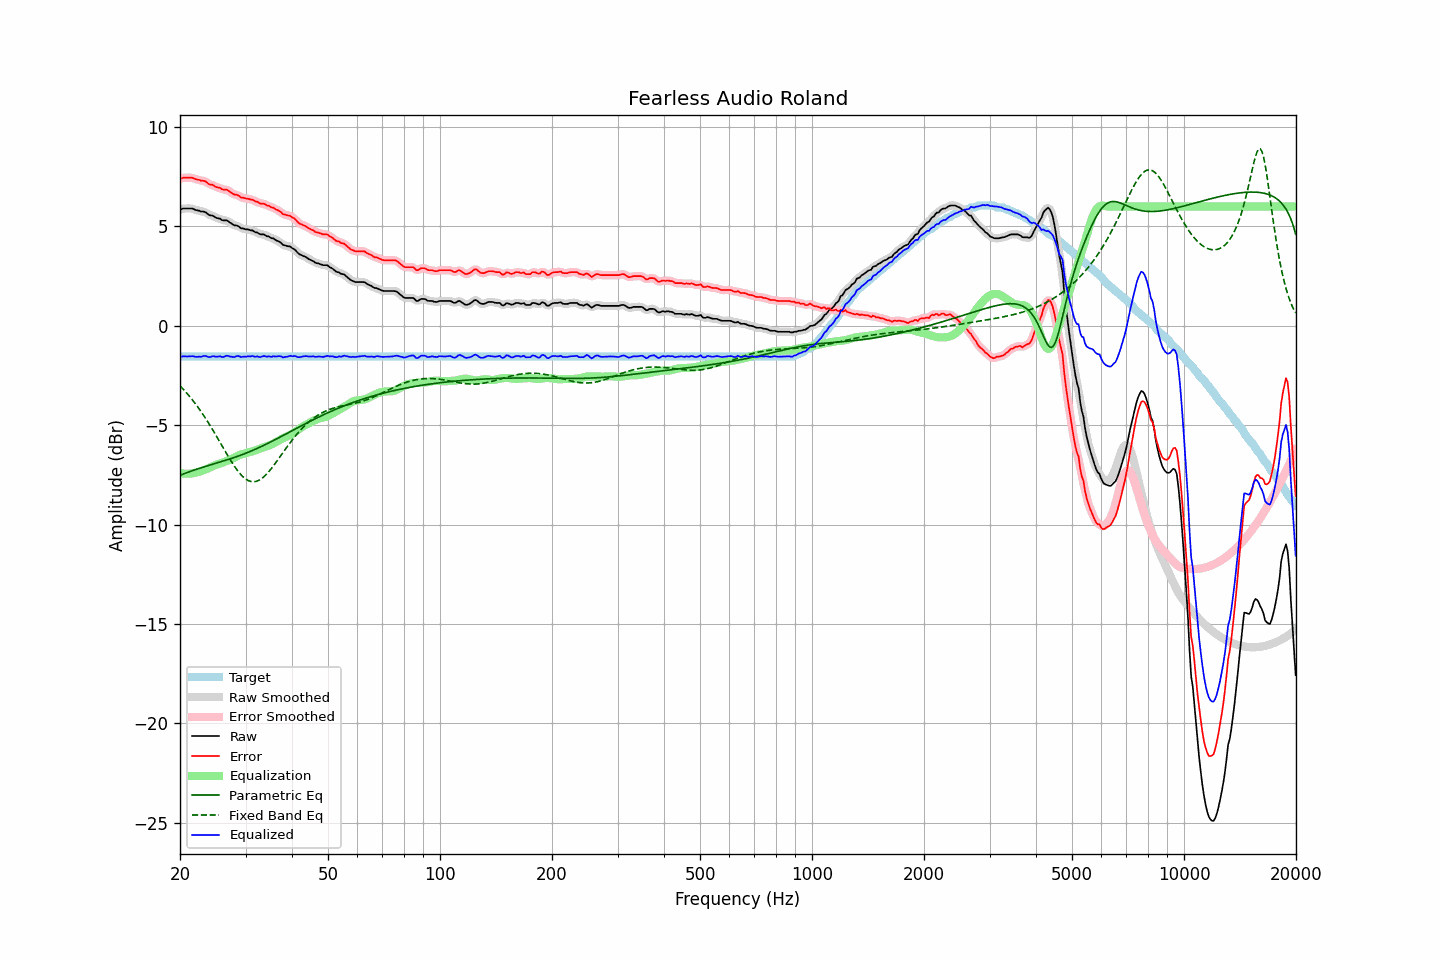 Fearless Audio Roland
10
5
0
−5
−10
−15
−20
−25
Amplitude (dBr)
Target
Raw Smoothed
Error Smoothed
Raw
Error
Equalization
Parametric Eq
Fixed Band Eq
Equalized
20 50 100 200 500 1000 2000 5000 10000 20000
Frequency (Hz)